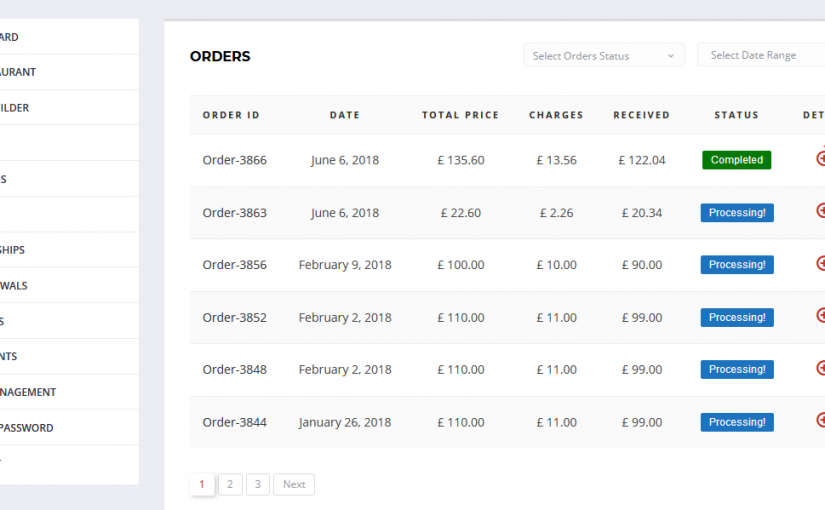 ARD
AURANT
ILDER
S
SHIPS
WALS
S
NTS
NAGEMENT
PASSWORD
ORDERS
Select Orders Status
Select Date Range
ORDER ID DATE TOTAL PRICE CHARGES RECEIVED STATUS DET
Order-3866 June 6, 2018 £ 135.60 £ 13.56 £ 122.04 Completed
Order-3863 June 6, 2018 £ 22.60 £ 2.26 £ 20.34 Processing!
Order-3856 February 9, 2018 £ 100.00 £ 10.00 £ 90.00 Processing!
Order-3852 February 2, 2018 £ 110.00 £ 11.00 £ 99.00 Processing!
Order-3848 February 2, 2018 £ 110.00 £ 11.00 £ 99.00 Processing!
Order-3844 January 26, 2018 £ 110.00 £ 11.00 £ 99.00 Processing!
1 2 3 Next